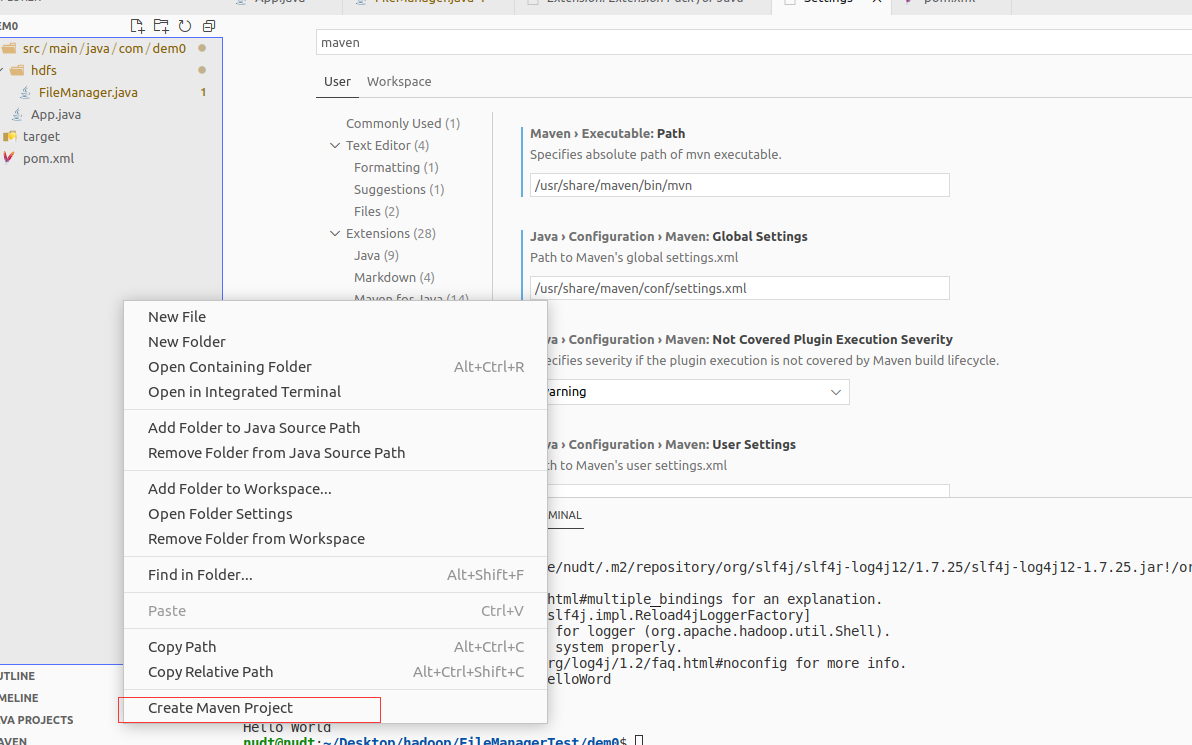 App.java
FileManager.java
Extension: Extension Pack for Java
Settings
pom.xml
src/main/java/com/dem0
hdfs
FileManager.java 1
App.java
target
pom.xml
maven
User Workspace
Commonly Used (1)
Text Editor (4)
Formatting (1)
Suggestions (1)
Files (2)
Extensions (28)
Java (9)
Markdown (4)
Maven for Java (14)
Maven › Executable: Path
Specifies absolute path of mvn executable.
/usr/share/maven/bin/mvn
Java › Configuration › Maven: Global Settings
Path to Maven's global settings.xml
/usr/share/maven/conf/settings.xml
› Configuration › Maven: Not Covered Plugin Execution Severity
severity if the plugin execution is not covered by Maven build lifecycle.
› Configuration › Maven: User Settings
to Maven's user settings.xml
New File
New Folder
Open Containing Folder Alt+Ctrl+R
Open in Integrated Terminal
Add Folder to Java Source Path
Remove Folder from Java Source Path
Add Folder to Workspace...
Open Folder Settings
Remove Folder from Workspace
Find in Folder... Alt+Shift+F
Paste Ctrl+V
Copy Path Alt+Ctrl+C
Copy Relative Path Alt+Ctrl+Shift+C
Create Maven Project
e/nudt/.m2/repository/org/slf4j/slf4j-log4j12/1.7.25/slf4j-log4j12-1.7.25.jar!/or
html#multiple_bindings for an explanation.
slf4j.impl.Reload4jLoggerFactory]
for logger (org.apache.hadoop.util.Shell).
system properly.
rg/log4j/1.2/faq.html#noconfig for more info.
elloWord
Hello World
nudt@nudt:~/Desktop/hadoop/FileManagerTest/dem0$
UTLINE
MELINE
VA PROJECTS
AVEN